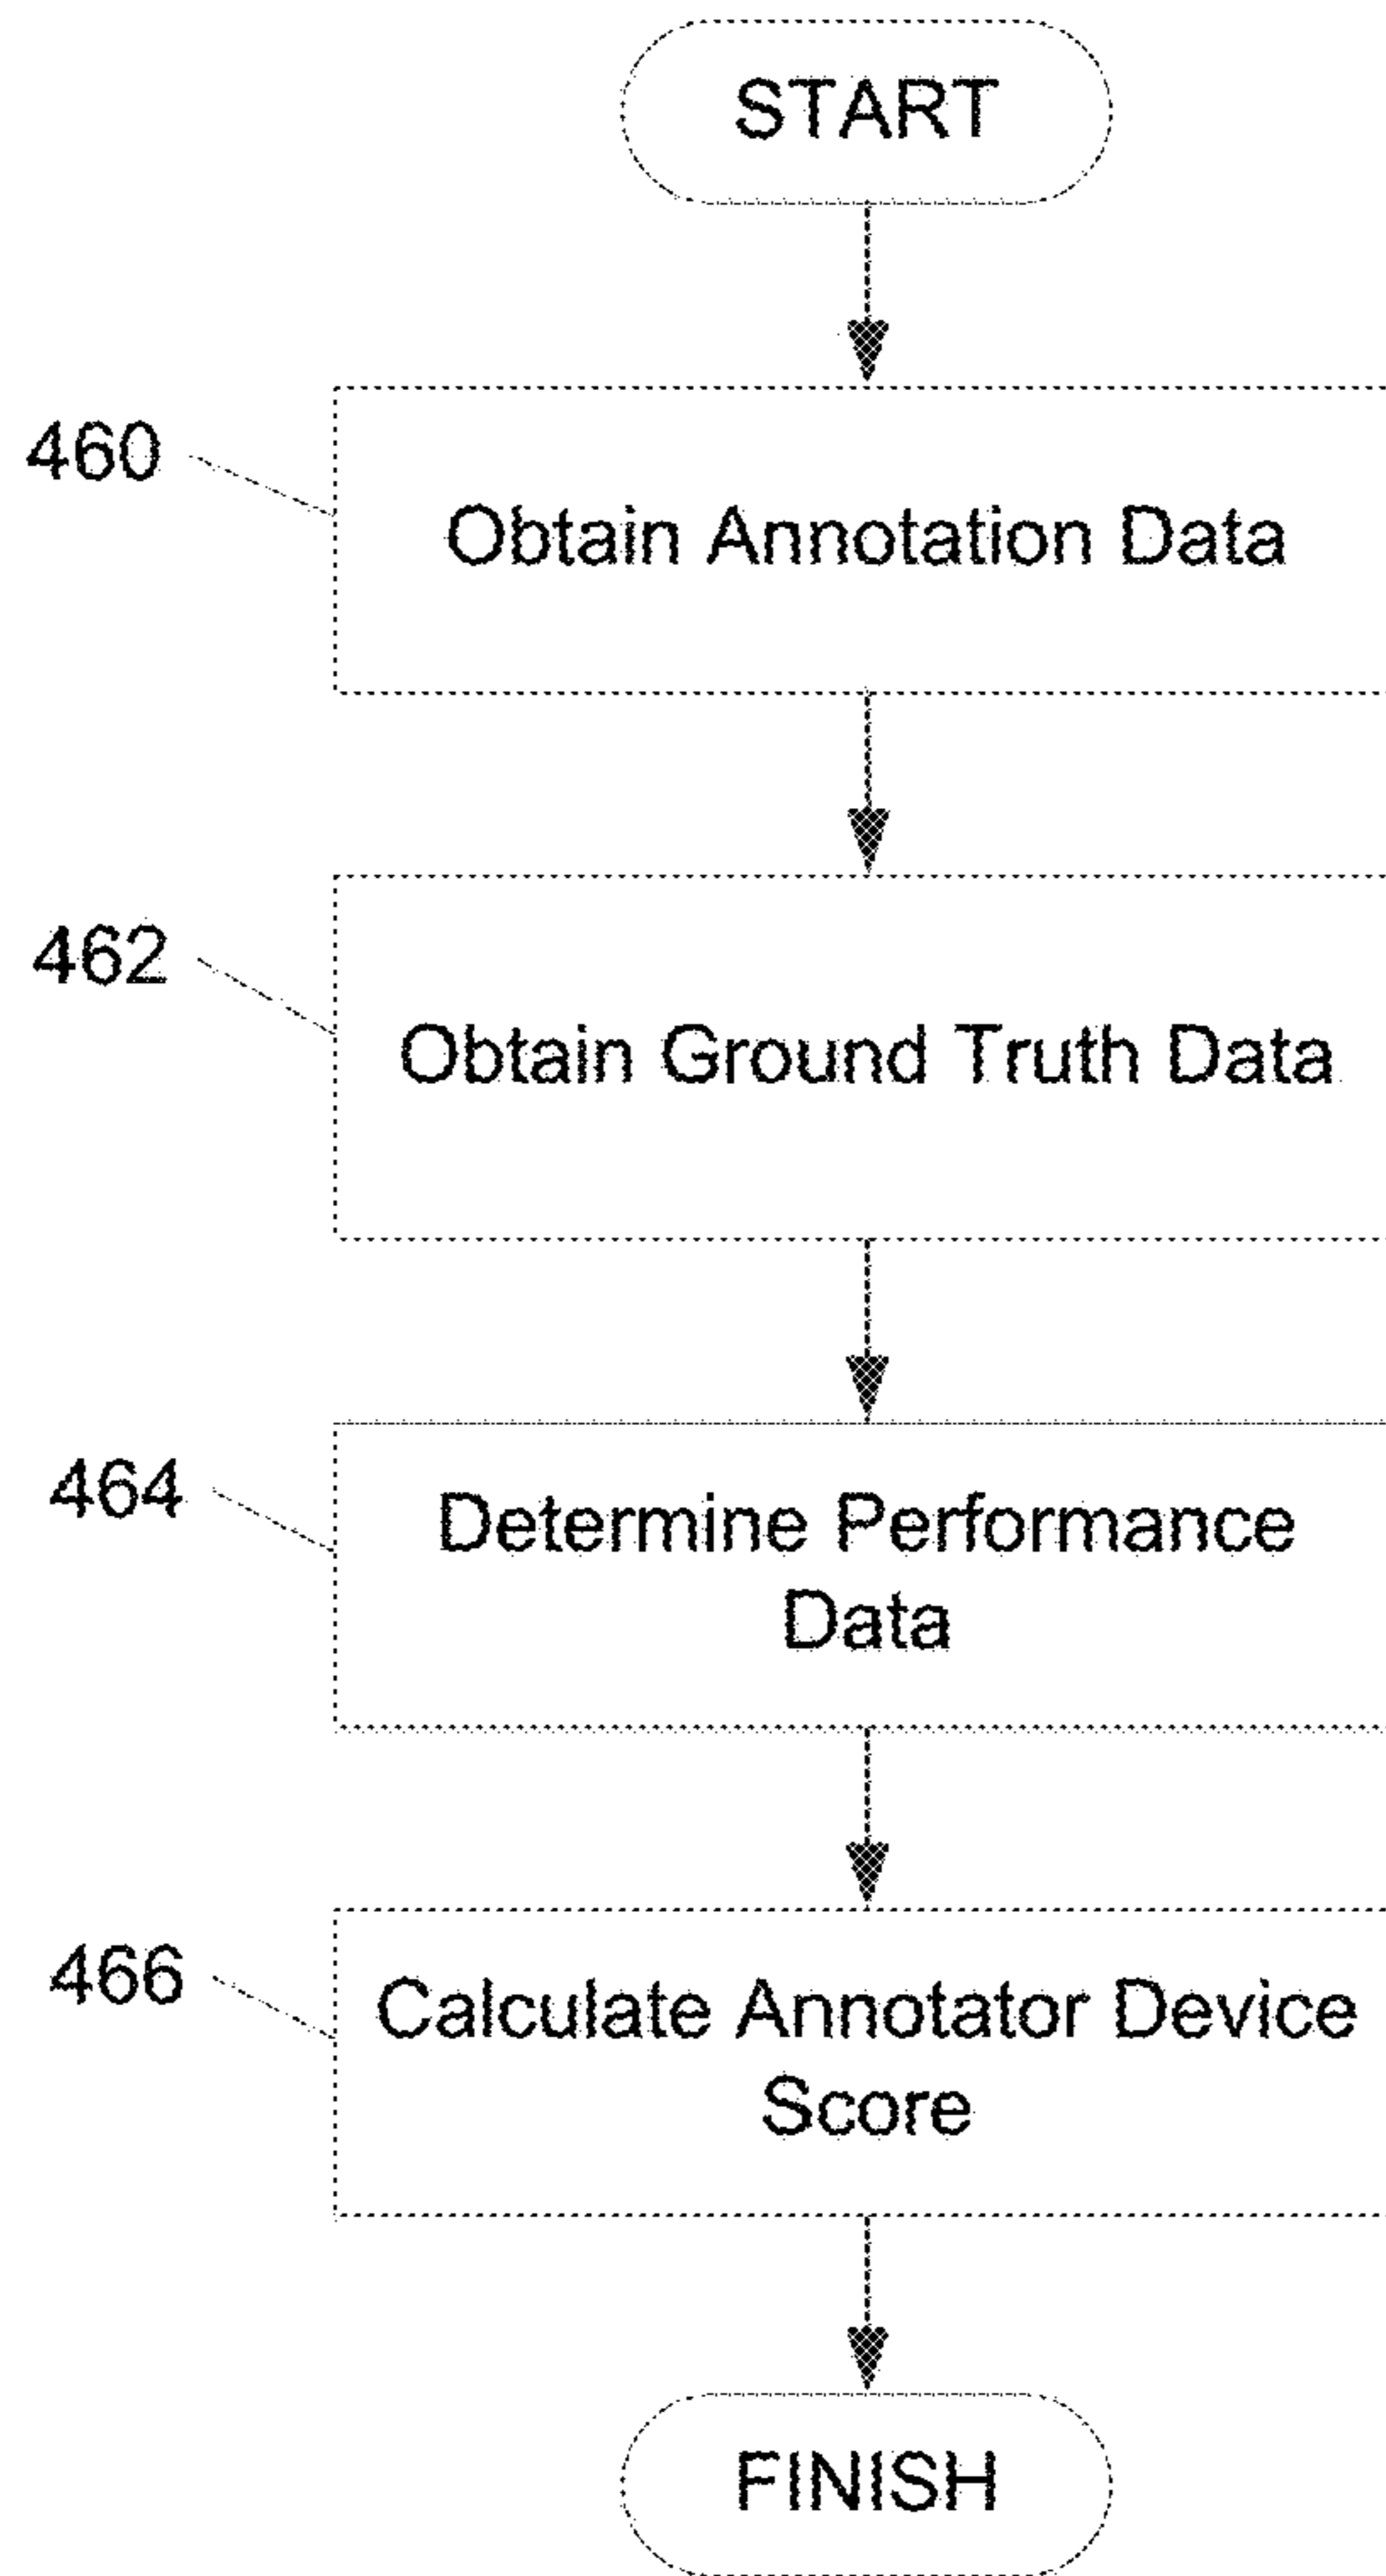 START
460
Obtain Annotation Data
462
Obtain Ground Truth Data
464
Determine Performance
Data
466
Calculate Annotator Device
Score
FINISH